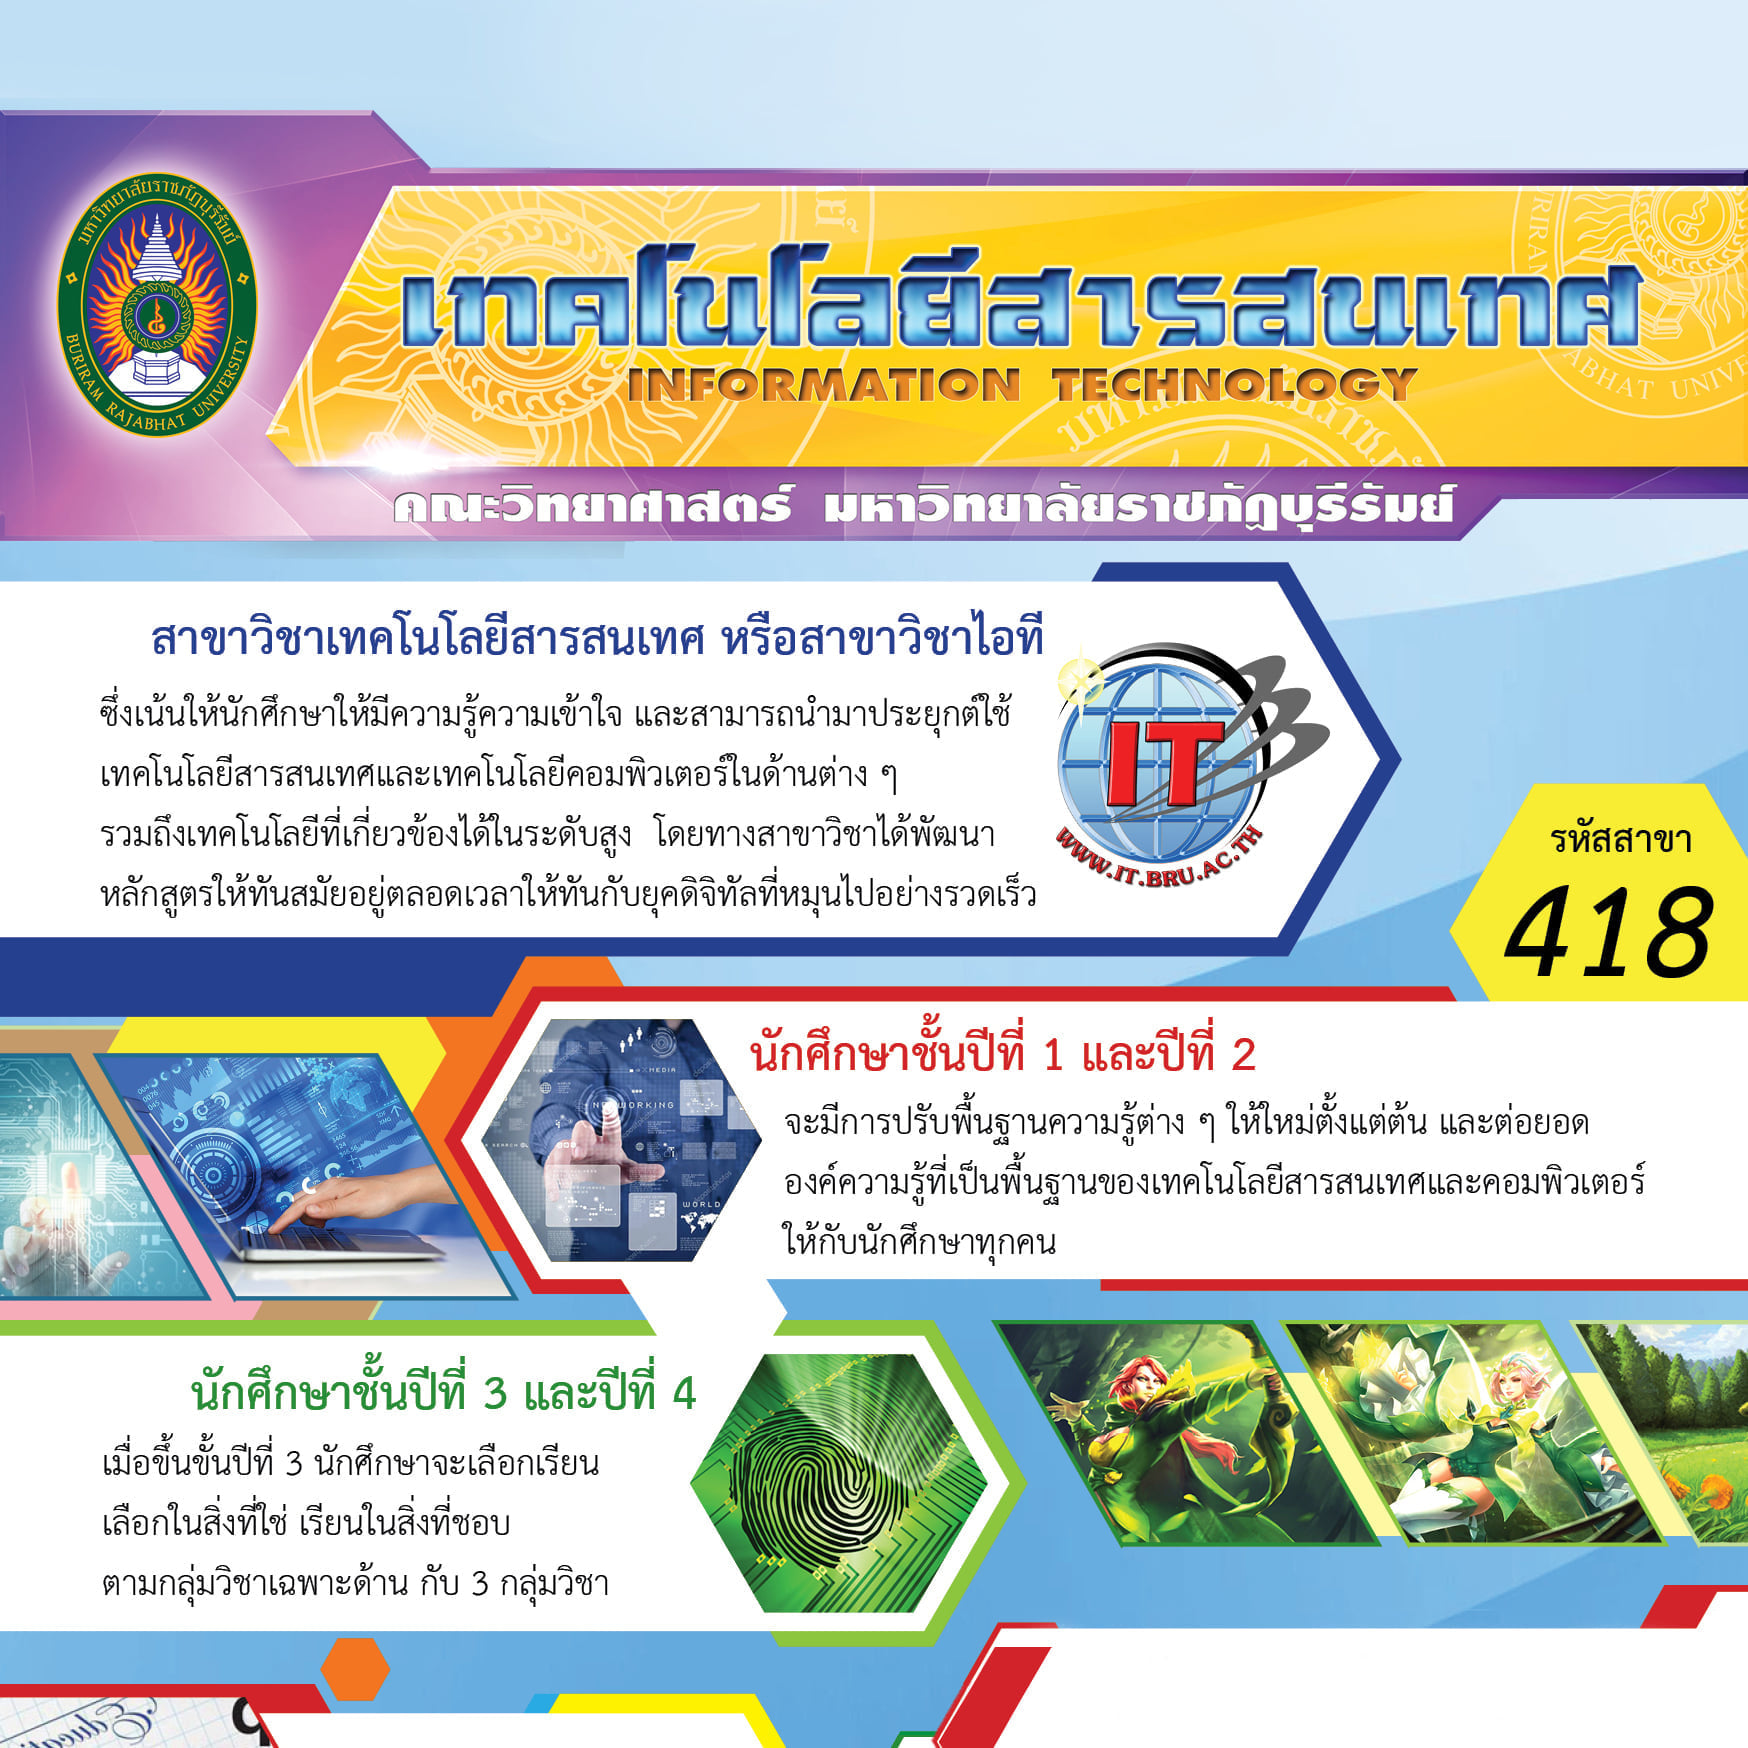 มหาวิทยาลัยราชภัฏบุรีรัมย์
BURIRAM RAJABHAT UNIVERSITY
เทคโนโลยีสารสนเทศ
INFORMATION TECHNOLOGY
คณะวิทยาศาสตร์ มหาวิทยาลัยราชภัฏบุรีรัมย์
สาขาวิชาเทคโนโลยีสารสนเทศ หรือสาขาวิชาไอที
ซึ่งเน้นให้นักศึกษาให้มีความรู้ความเข้าใจ และสามารถนำมาประยุกต์ใช้
เทคโนโลยีสารสนเทศและเทคโนโลยีคอมพิวเตอร์ในด้านต่าง ๆ
รวมถึงเทคโนโลยีที่เกี่ยวข้องได้ในระดับสูง โดยทางสาขาวิชาได้พัฒนา
หลักสูตรให้ทันสมัยอยู่ตลอดเวลาให้ทันกับยุคดิจิทัลที่หมุนไปอย่างรวดเร็ว
IT
WWW.IT.BRU.AC.TH
รหัสสาขา
418
นักศึกษาชั้นปีที่ 1 และปีที่ 2
จะมีการปรับพื้นฐานความรู้ต่าง ๆ ให้ใหม่ตั้งแต่ต้น และต่อยอด
องค์ความรู้ที่เป็นพื้นฐานของเทคโนโลยีสารสนเทศและคอมพิวเตอร์
ให้กับนักศึกษาทุกคน
MEDIA
NETWORKING
SEARCH
WORLD
นักศึกษาชั้นปีที่ 3 และปีที่ 4
เมื่อขึ้นชั้นปีที่ 3 นักศึกษาจะเลือกเรียน
เลือกในสิ่งที่ใช่ เรียนในสิ่งที่ชอบ
ตามกลุ่มวิชาเฉพาะด้าน กับ 3 กลุ่มวิชา